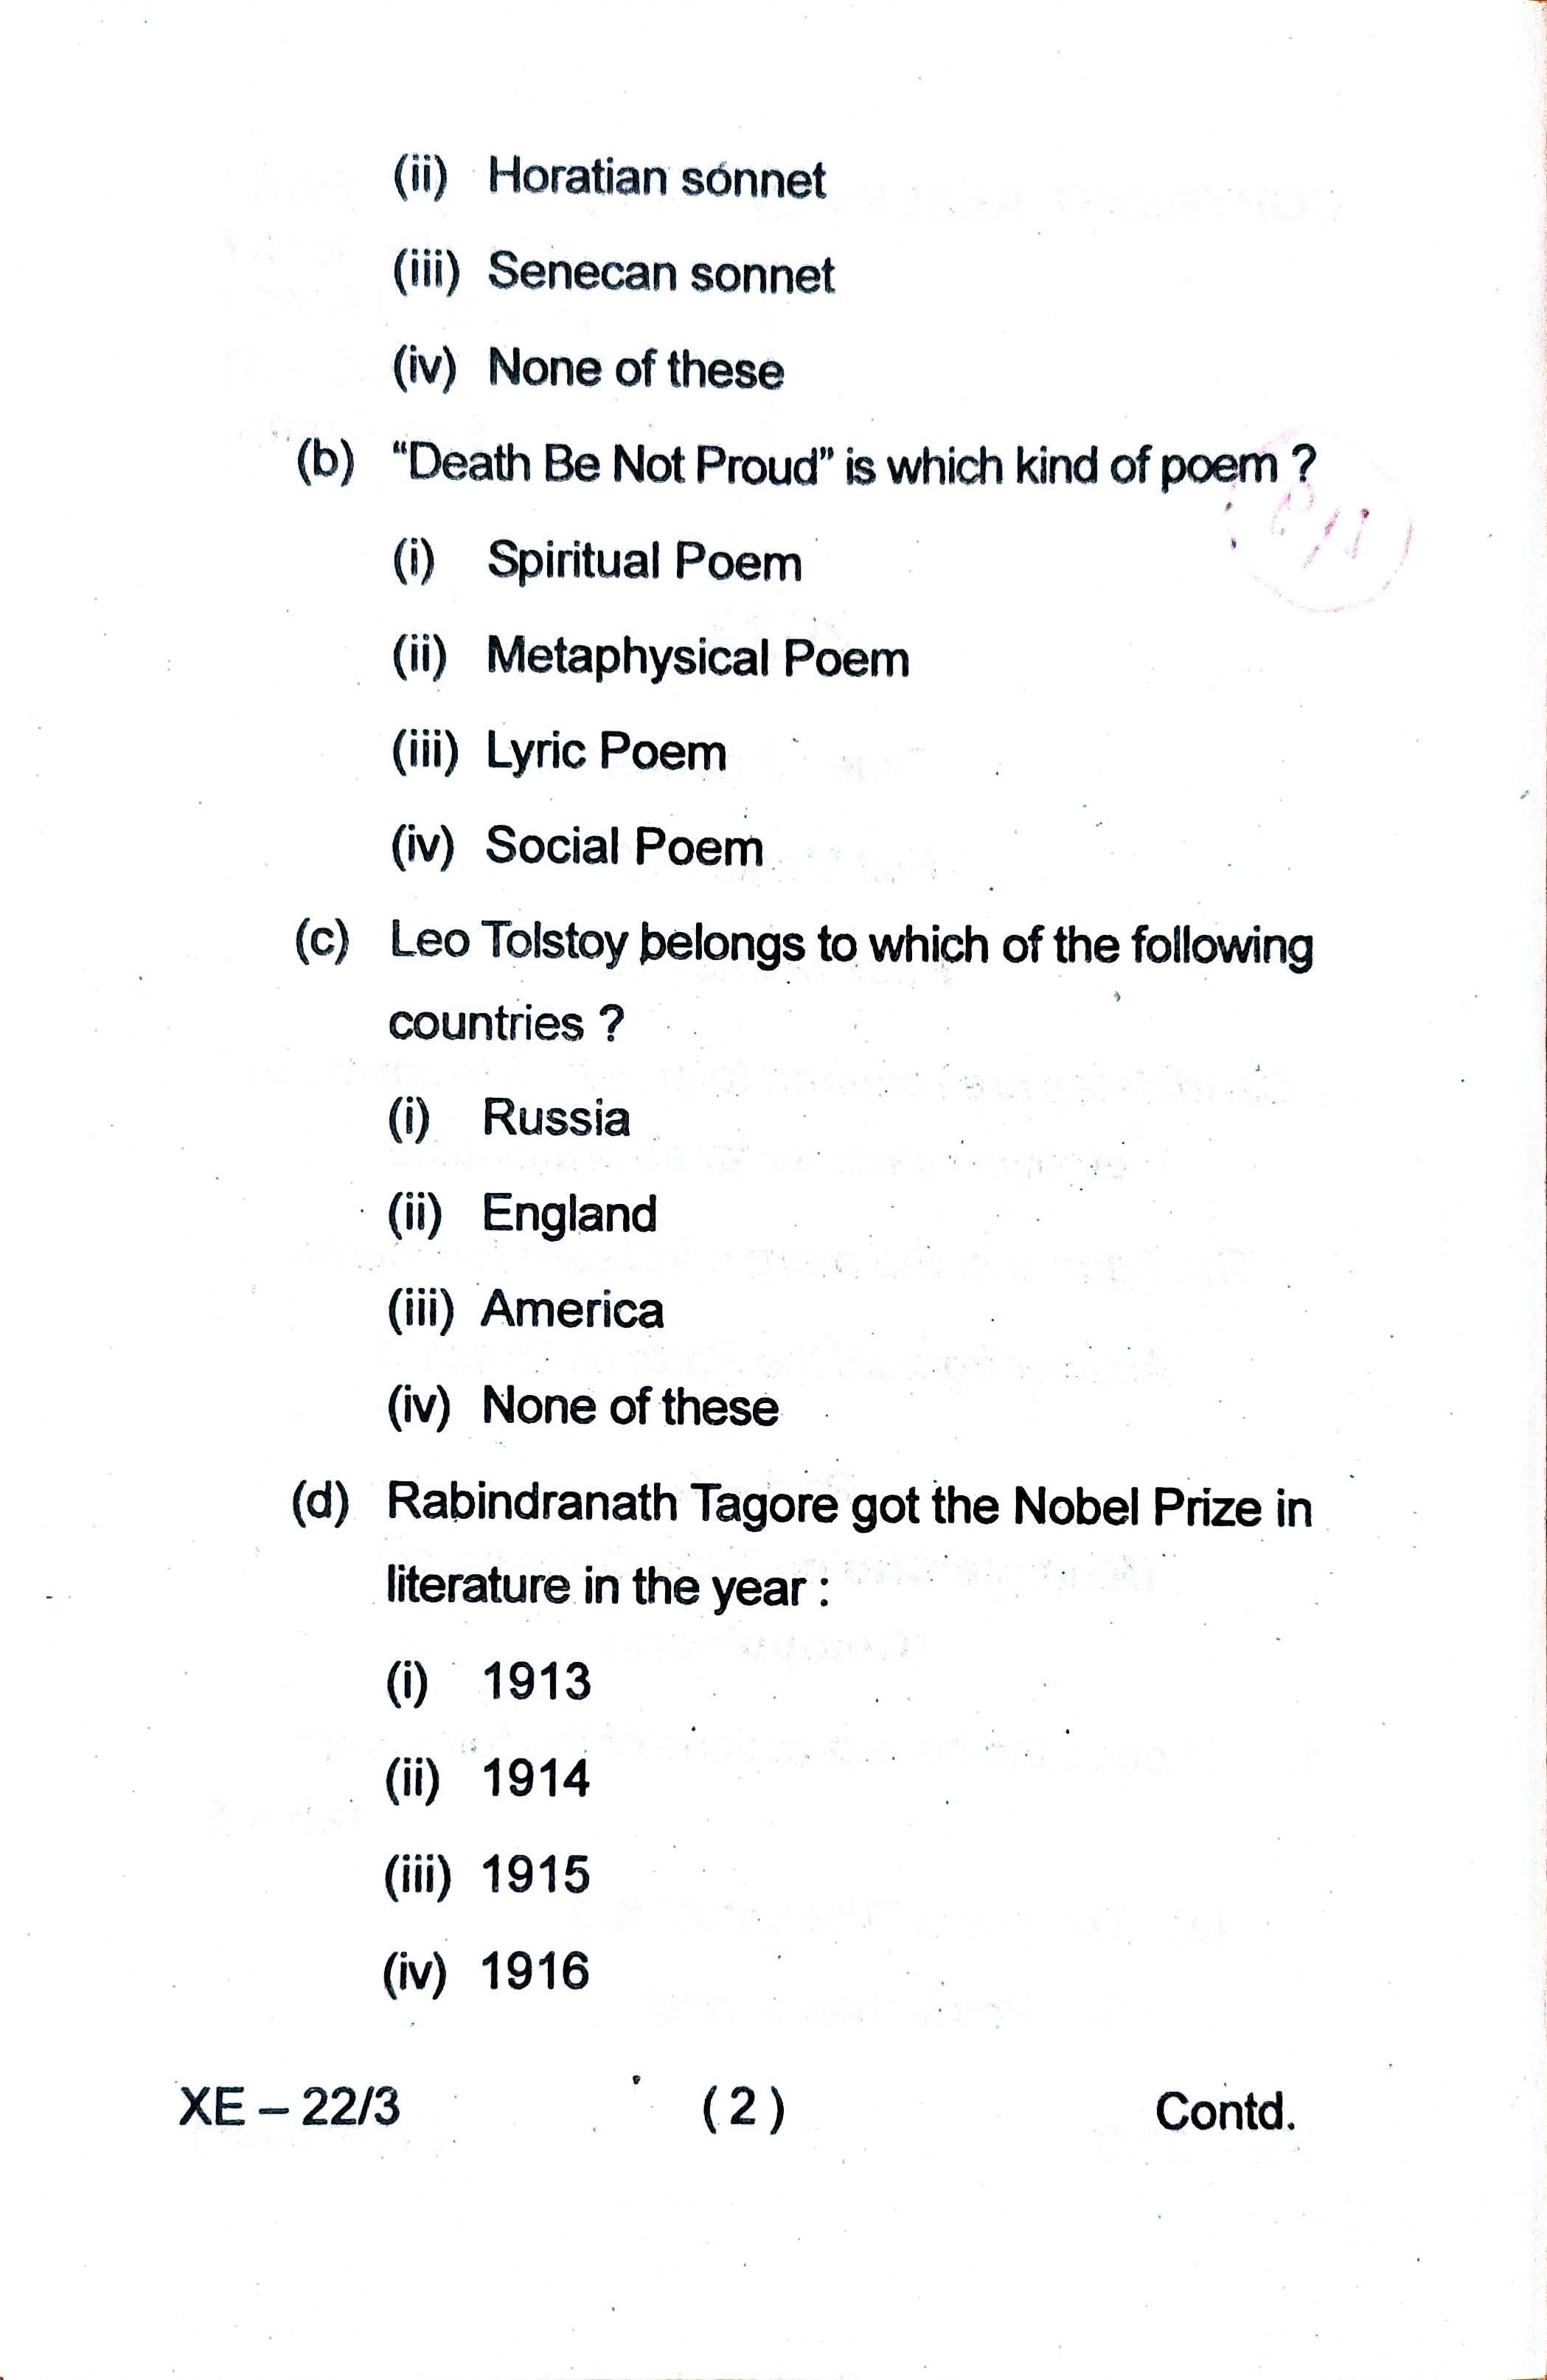 (ii) Horatian sonnet
(iii) Senecan sonnet
(iv) None of these
(b) “Death Be Not Proud” is which kind of poem ?
(i) Spiritual Poem
(ii) Metaphysical Poem
(iii) Lyric Poem
(iv) Social Poem
(c) Leo Tolstoy belongs to which of the following
countries ?
(i) Russia
(ii) England
(iii) America
(iv) None of these
(d) Rabindranath Tagore got the Nobel Prize in
literature in the year :
(i) 1913
(ii) 1914
(iii) 1915
(iv) 1916
XE – 22/3 (2) Contd.